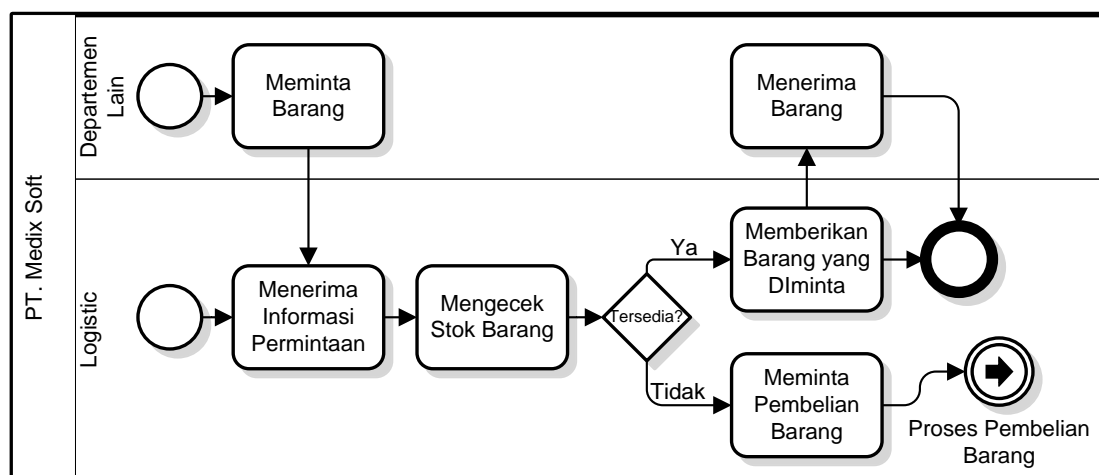 PT. Medix Soft
Departemen
Lain
Meminta
Barang
Menerima
Barang
Logistic
Menerima
Informasi
Permintaan
Mengecek
Stok Barang
Tersedia?
Ya
Memberikan
Barang yang
DIminta
Tidak
Meminta
Pembelian
Barang
Proses Pembelian
Barang